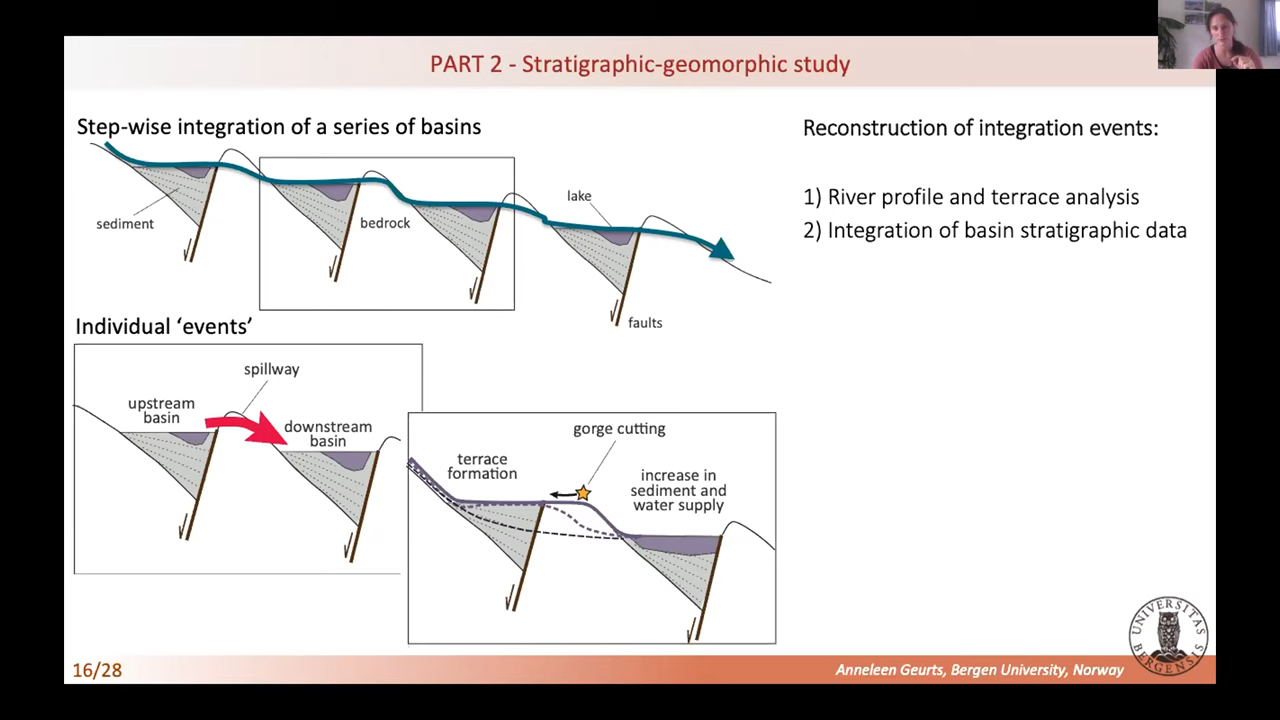 PART 2 - Stratigraphic-geomorphic study
Step-wise integration of a series of basins
sediment
bedrock
lake
faults
Reconstruction of integration events:
1) River profile and terrace analysis
2) Integration of basin stratigraphic data
Individual ‘events’
spillway
upstream
basin
downstream
basin
gorge cutting
terrace
formation
increase in
sediment and
water supply
UNIVERSITAS
BERGENSIS
16/28
Anneleen Geurts, Bergen University, Norway